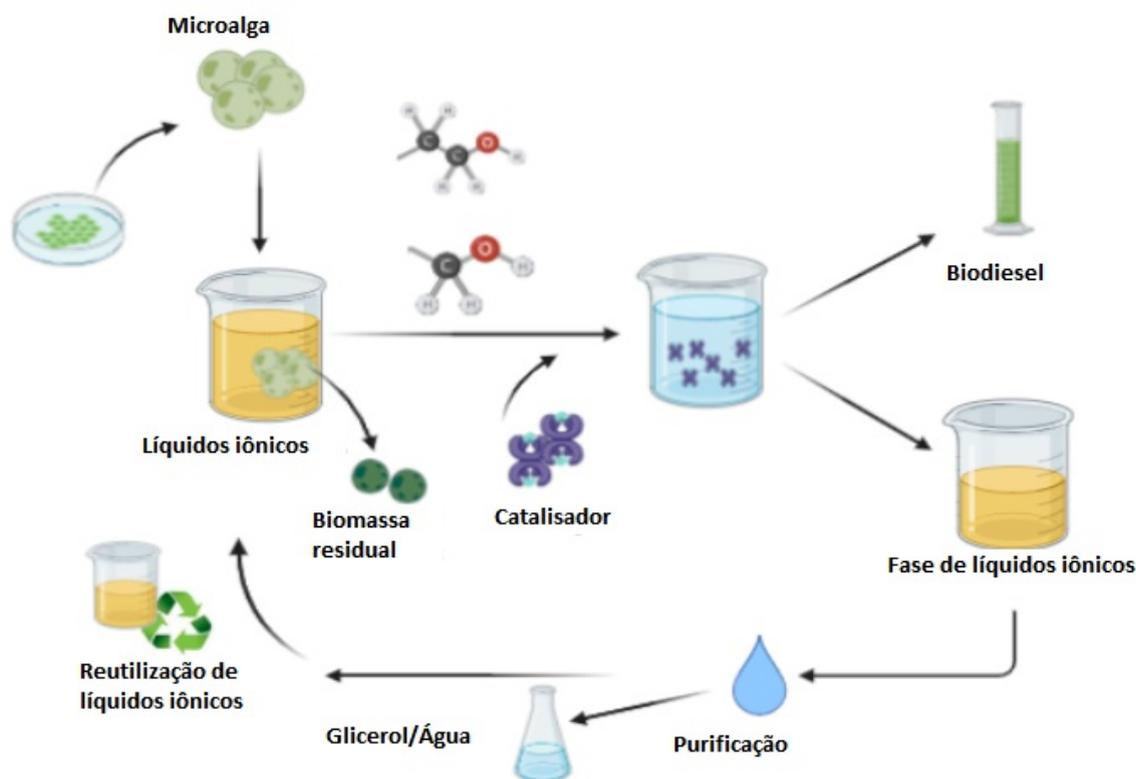 Microalga
Biodiesel
Líquidos iônicos
Biomassa
residual
Catalisador
Fase de líquidos iônicos
Reutilização de
líquidos iônicos
Glicerol/Água
Purificação